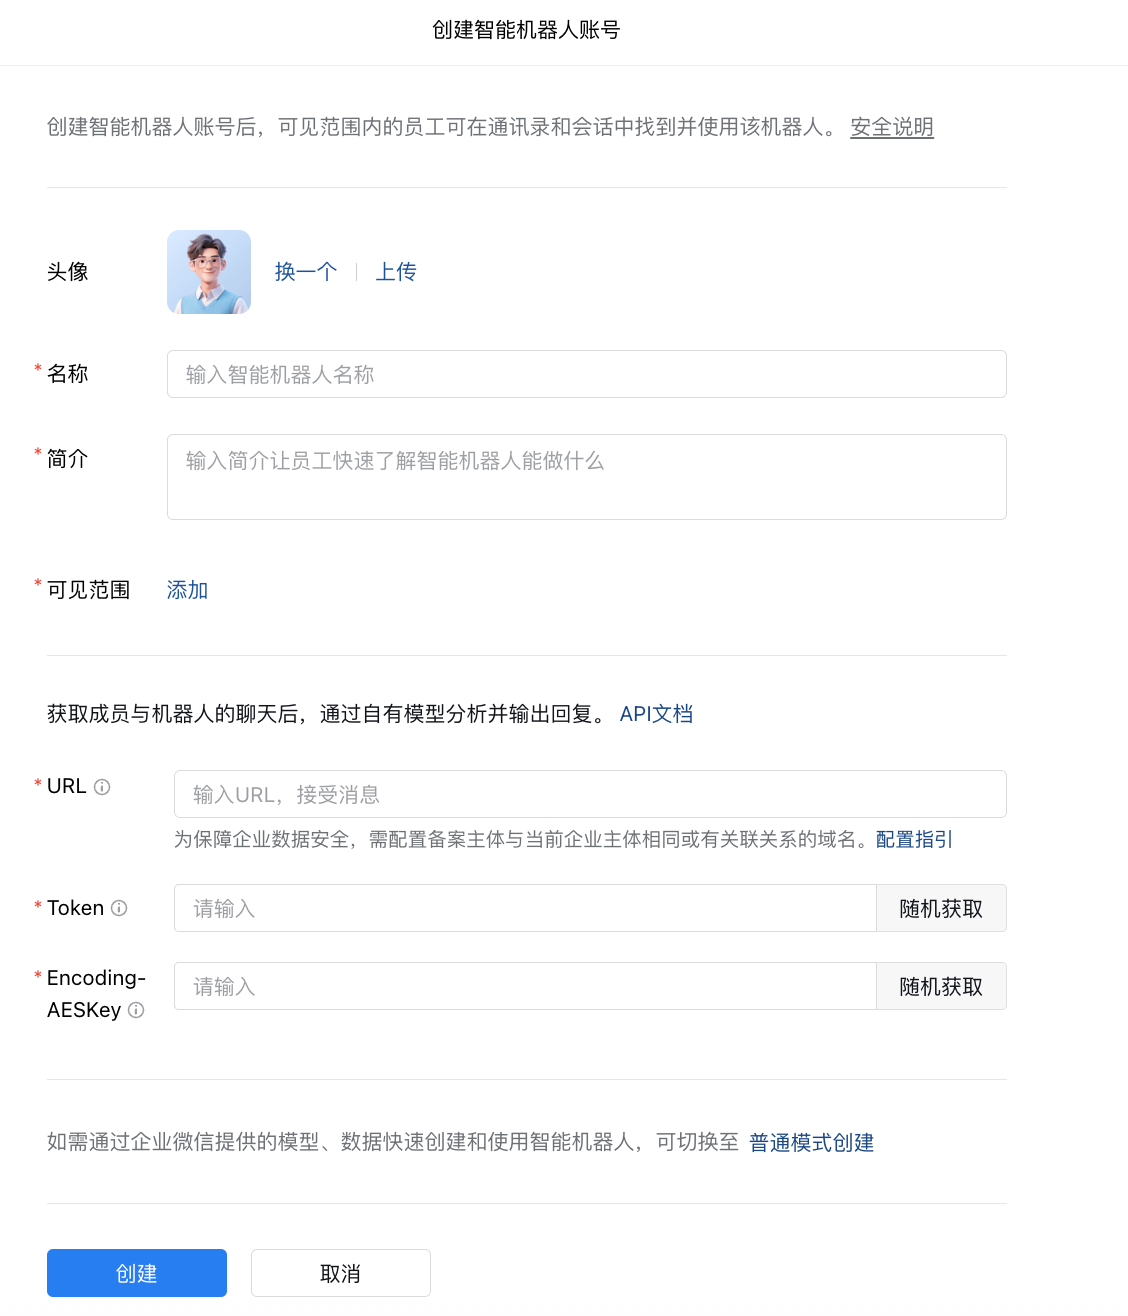 创建智能机器人账号
创建智能机器人账号后，可见范围内的员工可在通讯录和会话中找到并使用该机器人。 安全说明
头像
换一个 | 上传
* 名称
输入智能机器人名称
* 简介
输入简介让员工快速了解智能机器人能做什么
* 可见范围
添加
获取成员与机器人的聊天后，通过自有模型分析并输出回复。 API文档
* URL
输入URL，接受消息
为保障企业数据安全，需配置备案主体与当前企业主体相同或有关联关系的域名。配置指引
* Token
请输入
随机获取
* Encoding-
AESKey
请输入
随机获取
如需通过企业微信提供的模型、数据快速创建和使用智能机器人，可切换至 普通模式创建
创建
取消